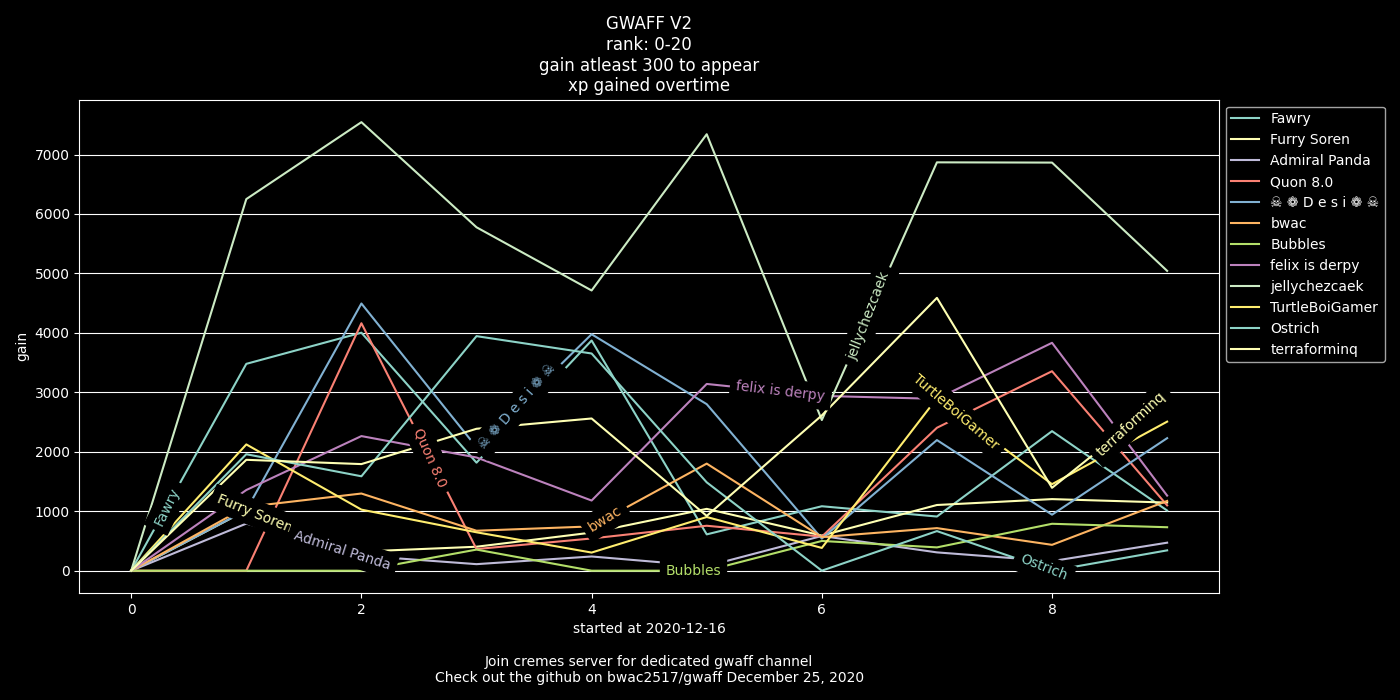 GWAFF V2
rank: 0-20
gain atleast 300 to appear
xp gained overtime
gain
7000
6000
5000
4000
3000
2000
1000
0
0
2
4
6
8
Fawry
Furry Soren
Admiral Panda
Quon 8.0
☠ ❁ D e s i ❁ ☠
bwac
Bubbles
felix is derpy
jellychezcaek
TurtleBoiGamer
Ostrich
terraforminq
Fawry
Furry Soren
Admiral Panda
Quon 8.0
☠ ❁ D e s i ❁ ☠
bwac
Bubbles
felix is derpy
jellychezcaek
TurtleBoiGamer
Ostrich
terraforminq
started at 2020-12-16
Join cremes server for dedicated gwaff channel
Check out the github on bwac2517/gwaff December 25, 2020